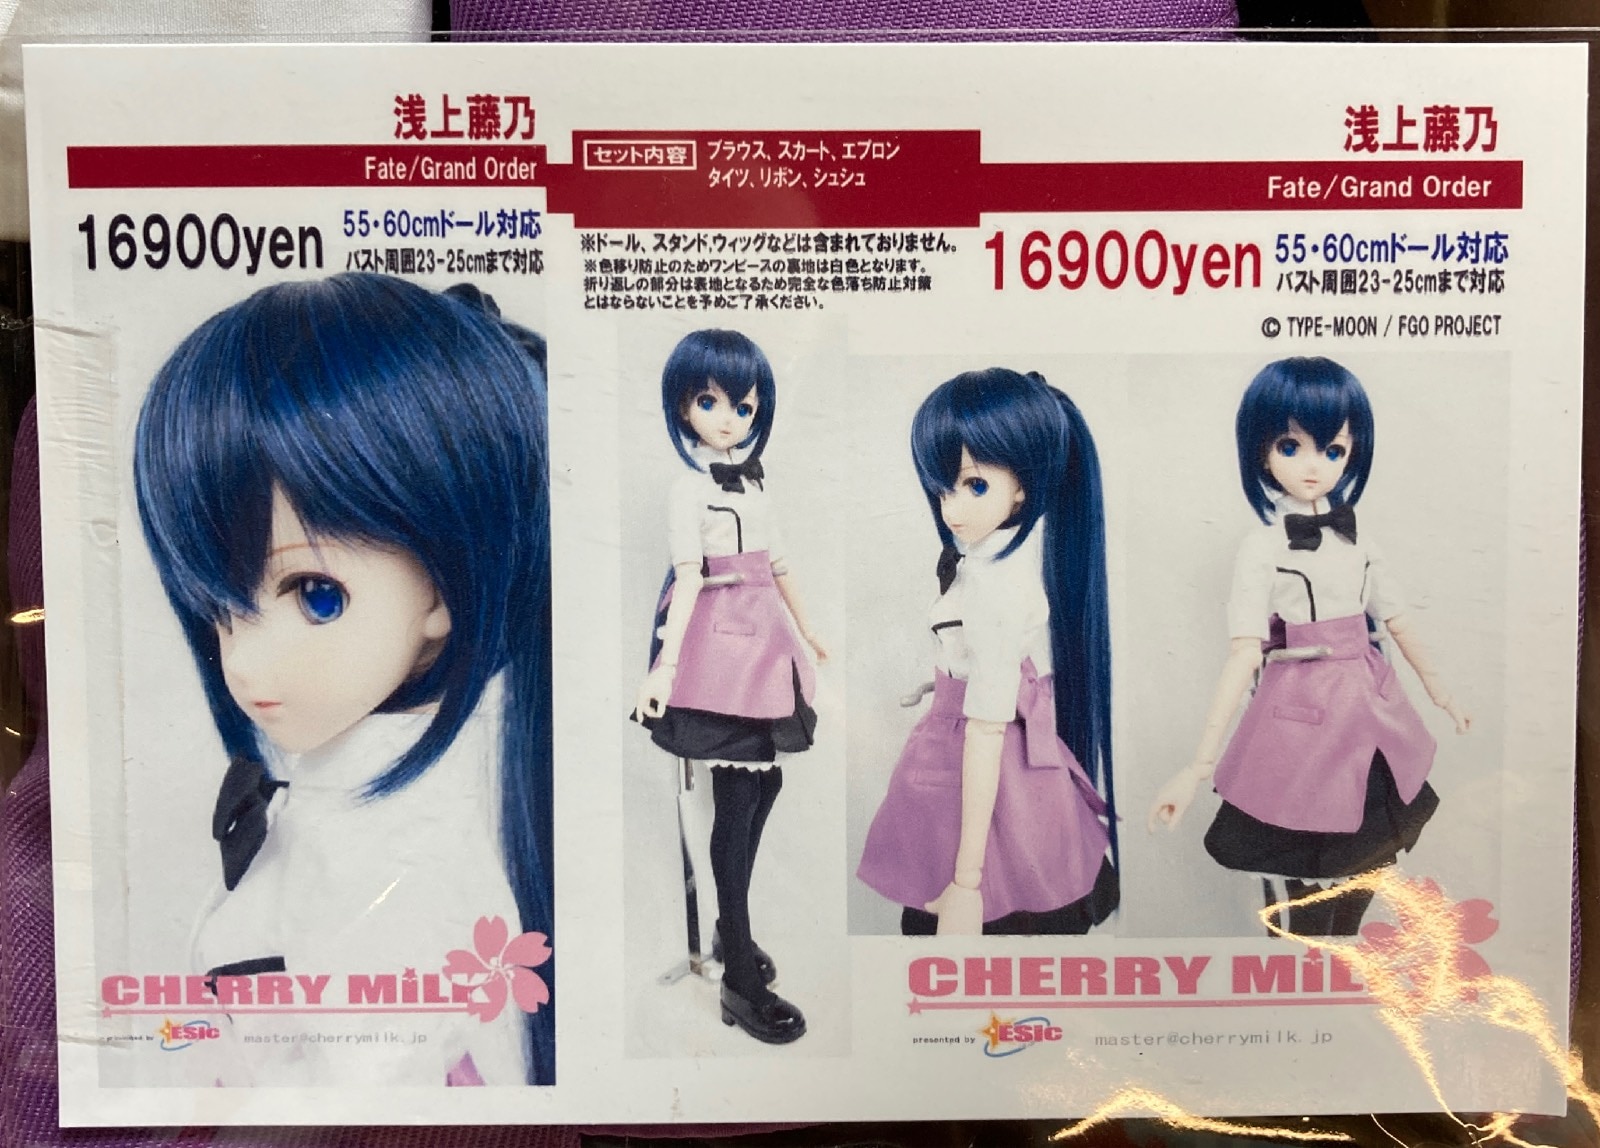 浅上藤乃
Fate/Grand Order
16900yen
55・60cmドール対応
バスト周囲23-25cmまで対応
CHERRY MiLK
presented by ESic
master@cherrymilk.jp
セット内容
ブラウス、スカート、エプロン
タイツ、リボン、シュシュ
※ドール、スタンド,ウィッグなどは含まれておりません。
※色移り防止のためワンピースの裏地は白色となります。
折り返しの部分は表地となるため完全な色落ち防止対策
とはならないことを予めご了承ください。
浅上藤乃
Fate/Grand Order
16900yen
55・60cmドール対応
バスト周囲23-25cmまで対応
© TYPE-MOON / FGO PROJECT
CHERRY MiL
presented by ESic
master@cherrymilk.jp